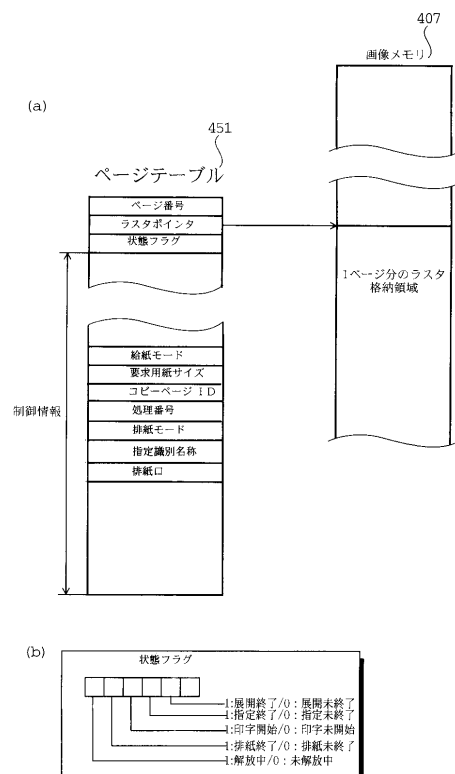 407
画像メモリ
(a)
451
ページテーブル
ページ番号
ラスタポインタ
状態フラグ
1ページ分のラスタ
格納領域
給紙モード
要求用紙サイズ
コピーページ ID
制御情報
処理番号
排紙モード
指定識別名称
排紙口
(b)
状態フラグ
1:展開終了/0:展開未終了
1:指定終了/0:指定未終了
1:印字開始/0:印字未開始
1:排紙終了/0:排紙未終了
1:解放中/0:未解放中